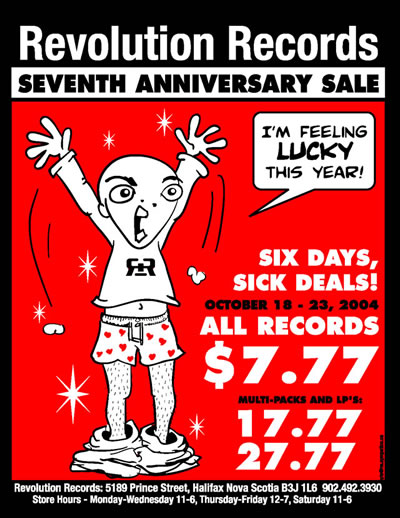 Revolution Records
SEVENTH ANNIVERSARY SALE
I'M FEELING
LUCKY
THIS YEAR!
SIX DAYS,
SICK DEALS!
OCTOBER 18 - 23, 2004
ALL RECORDS
$7.77
MULTI-PACKS AND LP'S:
17.77
27.77
Revolution Records: 5189 Prince Street, Halifax Nova Scotia B3J 1L6 902.492.3930
Store Hours - Monday-Wednesday 11-6, Thursday-Friday 12-7, Saturday 11-6